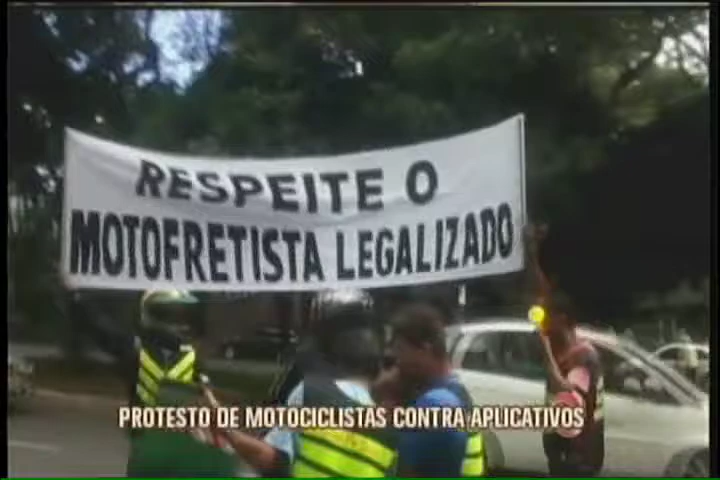 RESPEITE O
MOTOFRETISTA LEGALIZADO
PROTESTO DE MOTOCICLISTAS CONTRA APLICATIVOS